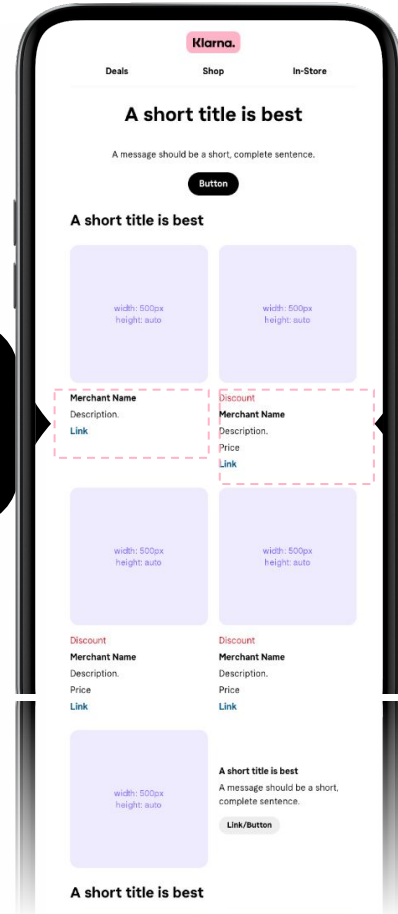 Klarna.
Deals Shop In-Store
A short title is best
A message should be a short, complete sentence.
Button
A short title is best
width: 500px
height: auto
width: 500px
height: auto
Merchant Name
Description.
Link
Discount
Merchant Name
Description.
Price
Link
width: 500px
height: auto
width: 500px
height: auto
Discount
Merchant Name
Description.
Price
Link
Discount
Merchant Name
Description.
Price
Link
width: 500px
height: auto
A short title is best
A message should be a short,
complete sentence.
Link/Button
A short title is best